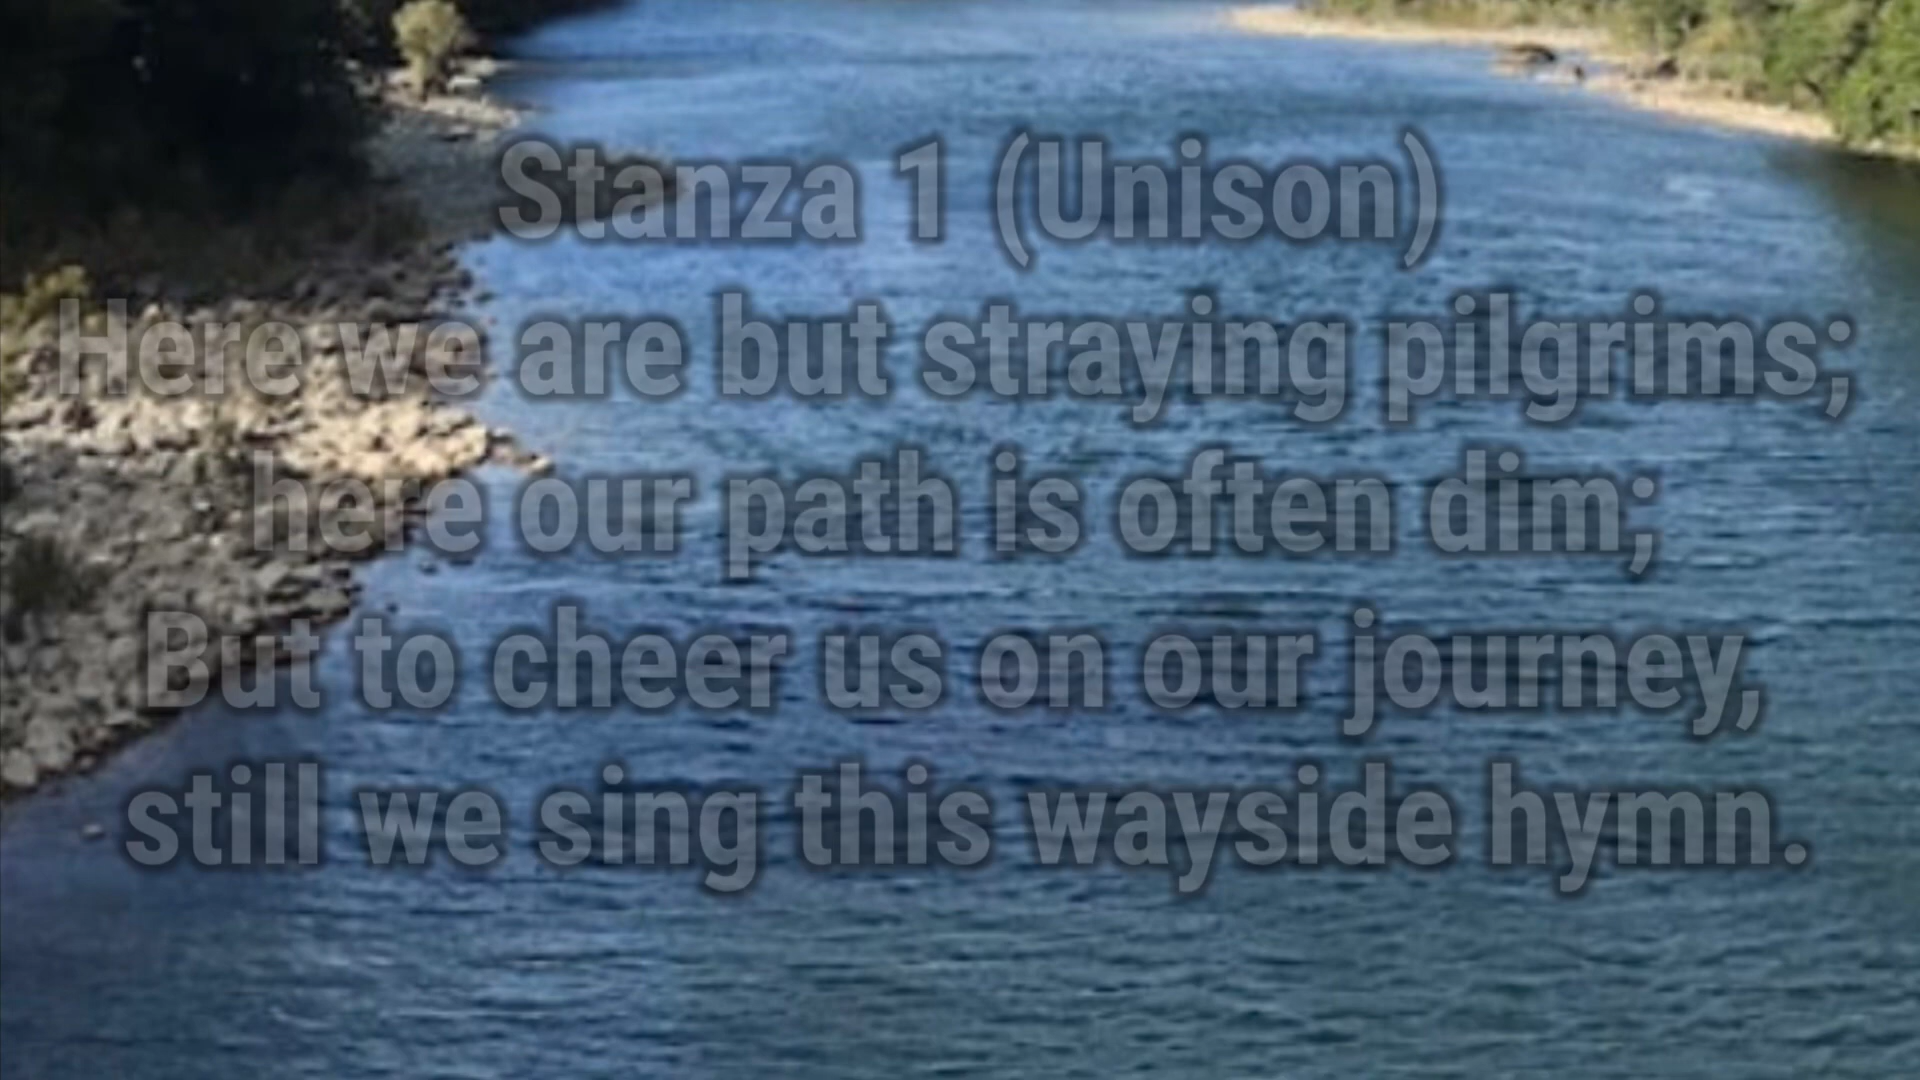 Stanza 1 (Unison)
Here we are but straying pilgrims;
here our path is often dim;
But to cheer us on our journey,
still we sing this wayside hymn.